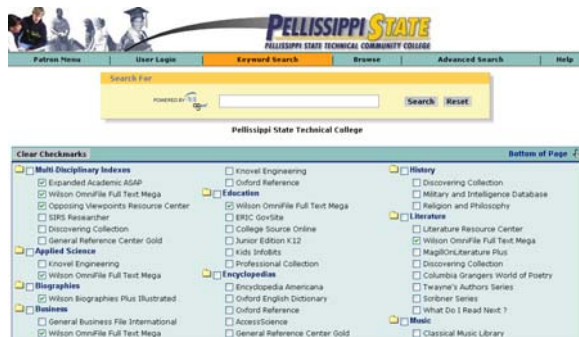 PELLISSIPPI STATE
PELLISSIPPI STATE TECHNICAL COMMUNITY COLLEGE
Patron Menu User Login Keyword Search Browse Advanced Search Help
Search For
POWERED BY
Search Reset
Pellissippi State Technical College
Clear Checkmarks Bottom of Page
Multi-Disciplinary Indexes
Expanded Academic ASAP
Wilson OmniFile Full Text Mega
Opposing Viewpoints Resource Center
SIRS Researcher
Discovering Collection
General Reference Center Gold
Applied Science
Knovel Engineering
Wilson OmniFile Full Text Mega
Biographies
Wilson Biographies Plus Illustrated
Business
General Business File International
Wilson OmniFile Full Text Mega
Knovel Engineering
Oxford Reference
Education
Wilson OmniFile Full Text Mega
ERIC GovSite
College Source Online
Junior Edition K12
Kids InfoBits
Professional Collection
Encyclopedias
Encyclopedia Americana
Oxford English Dictionary
Oxford Reference
AccessScience
General Reference Center Gold
History
Discovering Collection
Military and Intelligence Database
Religion and Philosophy
Literature
Literature Resource Center
Wilson OmniFile Full Text Mega
MagillOnLiterature Plus
Discovering Collection
Columbia Grangers World of Poetry
Twayne's Authors Series
Scribner Series
What Do I Read Next ?
Music
Classical Music Library